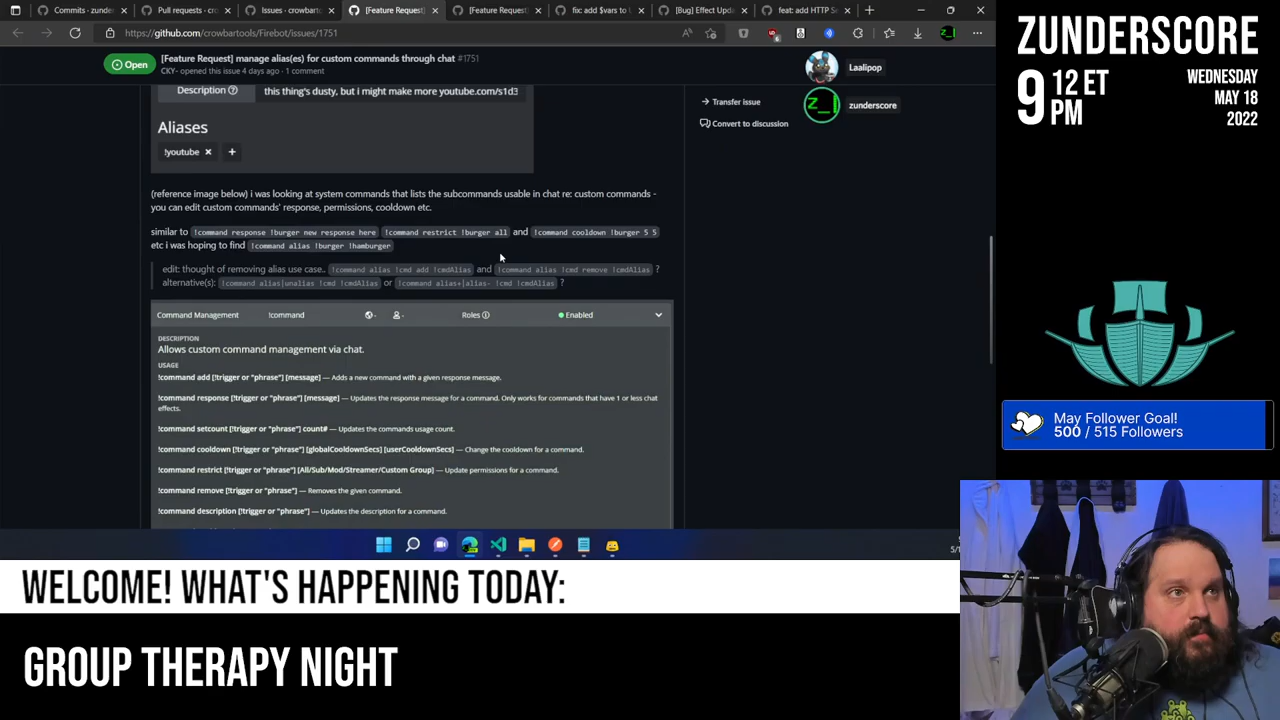 Commits · zunder
Pull requests · cro
Issues · crowbarto
[Feature Request]
[Feature Request]
fix: add $vars to
[Bug] Effect Upda
feat: add HTTP Se
https://github.com/crowbartools/Firebot/issues/1751
Open
[Feature Request] manage alias(es) for custom commands through chat #1751
CKY- opened this issue 4 days ago · 1 comment
Laalipop
zunderscore
Transfer issue
Convert to discussion
Description
this thing's dusty, but i might make more youtube.com/s1d3
Aliases
!youtube × +
(reference image below) i was looking at system commands that lists the subcommands usable in chat re: custom commands -
you can edit custom commands' response, permissions, cooldown etc.
similar to !command response !burger new response here !command restrict !burger all and !command cooldown !burger 5 5
etc i was hoping to find !command alias !burger !hamburger
edit: thought of removing alias use case.. !command alias !cmd add !cmdAlias and !command alias !cmd remove !cmdAlias ?
alternative(s): !command alias|unalias !cmd !cmdAlias or !command alias+|alias- !cmd !cmdAlias ?
Command Management !command Roles Enabled
DESCRIPTION
Allows custom command management via chat.
USAGE
!command add [!trigger or "phrase"] [message] — Adds a new command with a given response message.
!command response [!trigger or "phrase"] [message] — Updates the response message for a command. Only works for commands that have 1 or less chat
effects.
!command setcount [!trigger or "phrase"] count# — Updates the commands usage count.
!command cooldown [!trigger or "phrase"] [globalCooldownSecs] [userCooldownSecs] — Change the cooldown for a command.
!command restrict [!trigger or "phrase"] [All/Sub/Mod/Streamer/Custom Group] — Update permissions for a command.
!command remove [!trigger or "phrase"] — Removes the given command.
!command description [!trigger or "phrase"] — Updates the description for a command.
ZUNDERSCORE
9 12 ET
PM
WEDNESDAY
MAY 18
2022
May Follower Goal!
500 / 515 Followers
WELCOME! WHAT'S HAPPENING TODAY:
GROUP THERAPY NIGHT